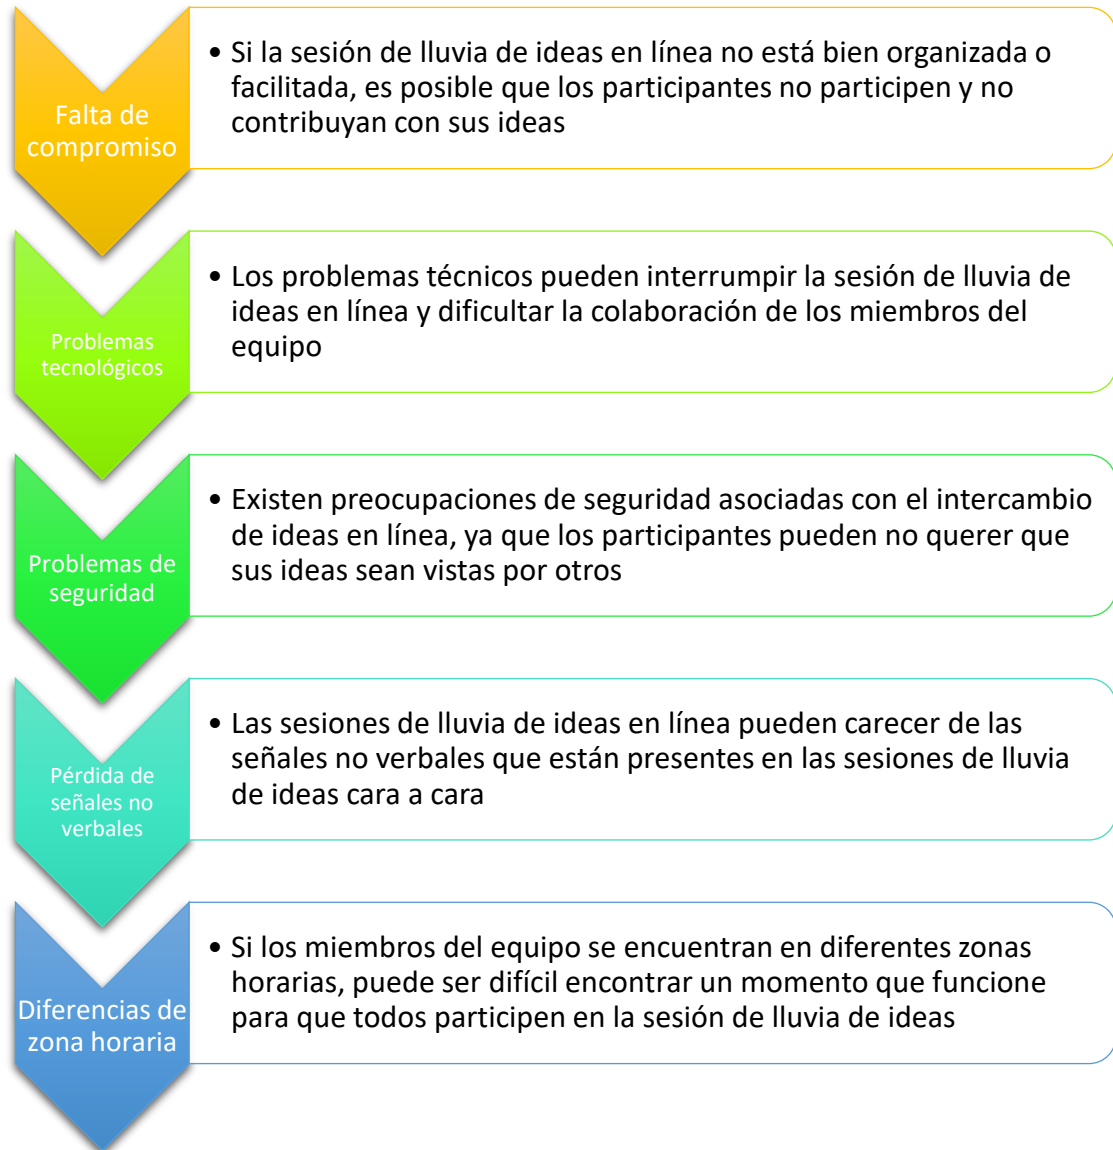 Falta de
compromiso
• Si la sesión de lluvia de ideas en línea no está bien organizada o
facilitada, es posible que los participantes no participen y no
contribuyan con sus ideas
Problemas
tecnológicos
• Los problemas técnicos pueden interrumpir la sesión de lluvia de
ideas en línea y dificultar la colaboración de los miembros del
equipo
Problemas de
seguridad
• Existen preocupaciones de seguridad asociadas con el intercambio
de ideas en línea, ya que los participantes pueden no querer que
sus ideas sean vistas por otros
Pérdida de
señales no
verbales
• Las sesiones de lluvia de ideas en línea pueden carecer de las
señales no verbales que están presentes en las sesiones de lluvia
de ideas cara a cara
Diferencias de
zona horaria
• Si los miembros del equipo se encuentran en diferentes zonas
horarias, puede ser difícil encontrar un momento que funcione
para que todos participen en la sesión de lluvia de ideas